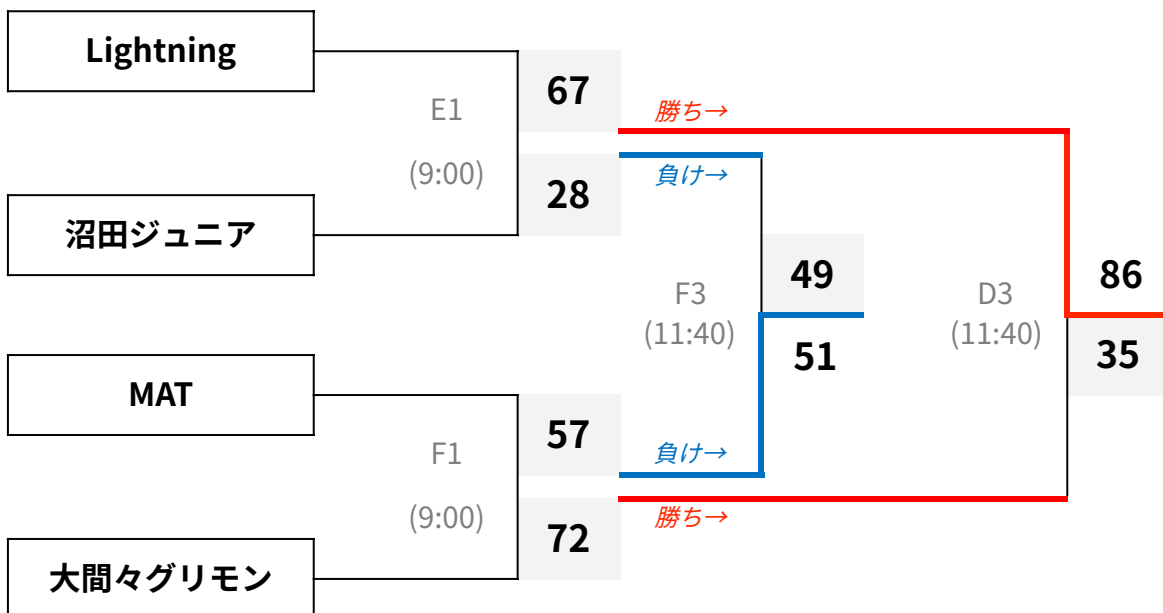 Lightning
67
E1
勝ち→
(9:00)
負け→
28
沼田ジュニア
49
86
F3
D3
(11:40)
(11:40)
51
35
MAT
57
F1
負け→
(9:00)
勝ち→
72
大間々グリモン